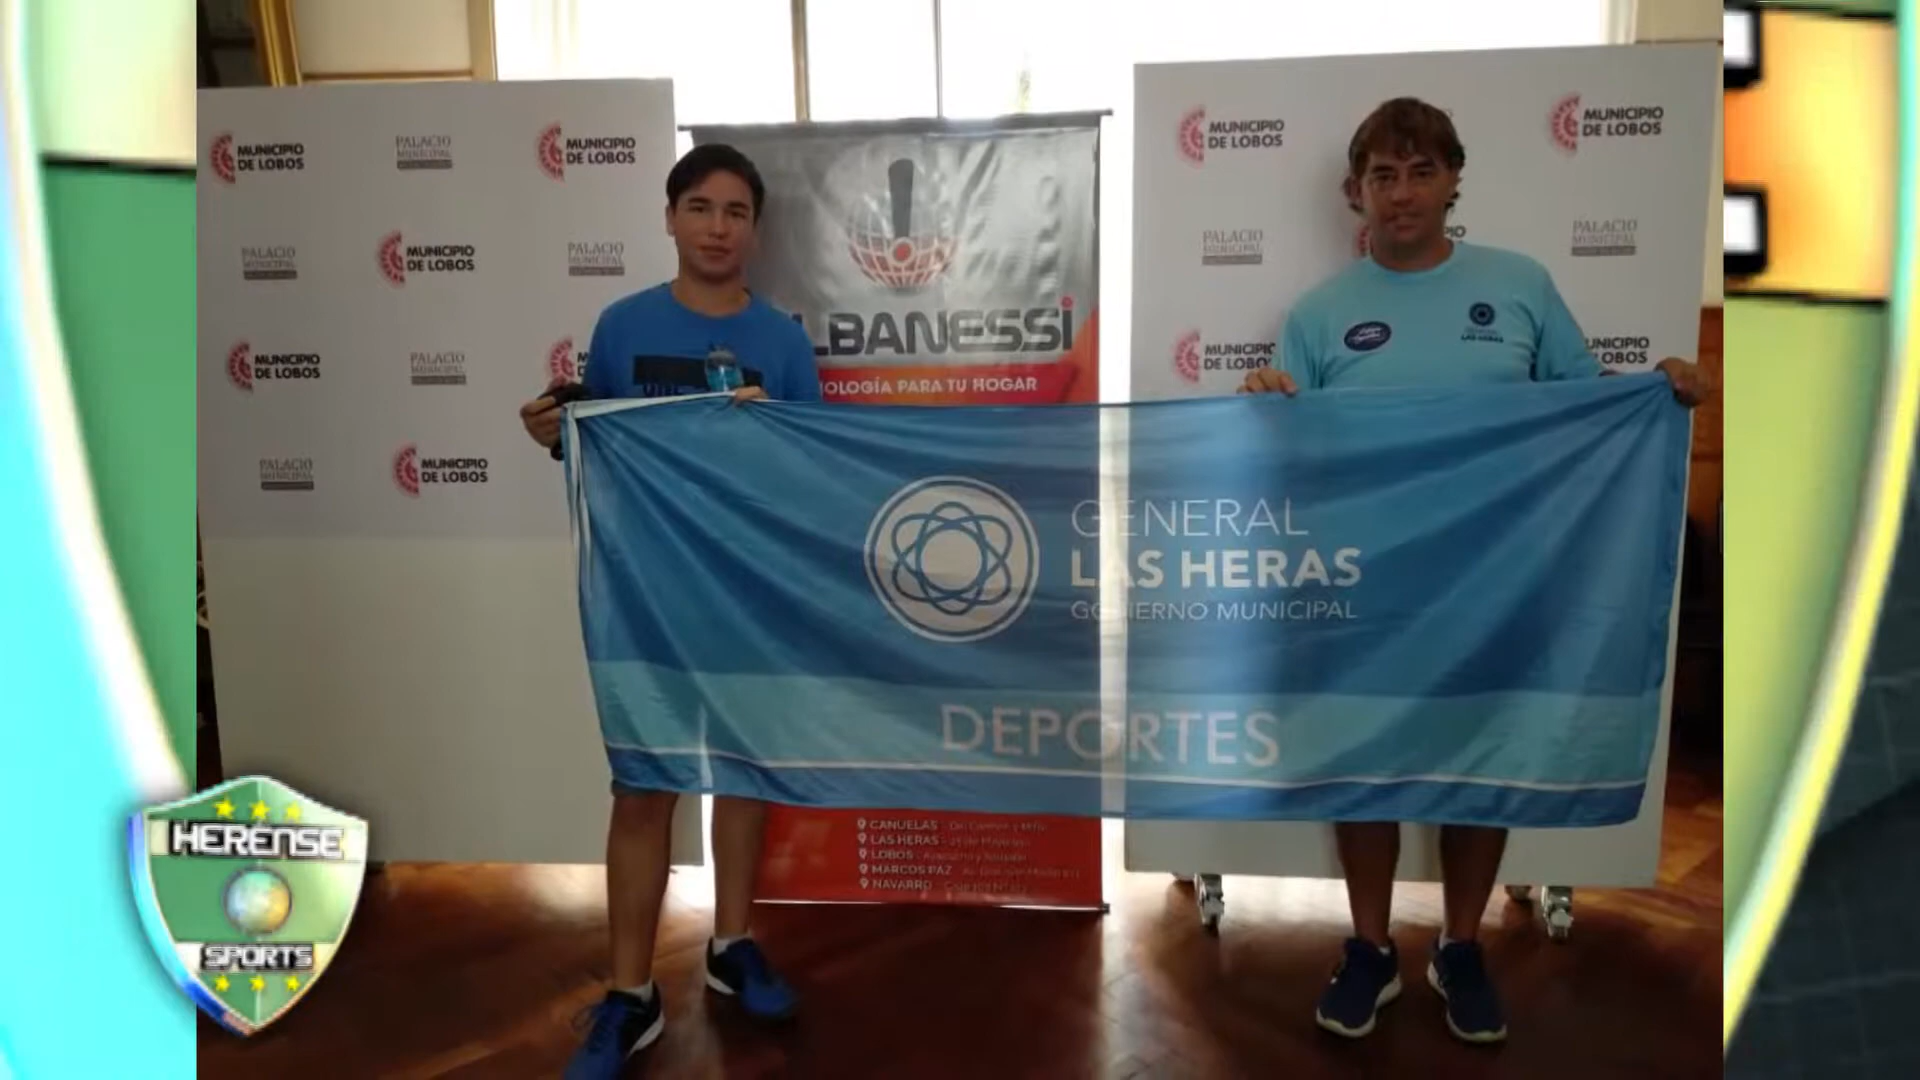 MUNICIPIO
DE LOBOS
PALACIO
MUNICIPAL
MUNICIPIO
DE LOBOS
PALACIO
MUNICIPAL
MUNICIPIO
DE LOBOS
PALACIO
MUNICIPAL
MUNICIPIO
DE LOBOS
PALACIO
MUNICIPAL
PALACIO
MUNICIPAL
MUNICIPIO
DE LOBOS
LBANESSI
OLOGÍA PARA TU HOGAR
MUNICIPIO
DE LOBOS
MUNICIPIO
DE LOBOS
PALACIO
MUNICIPAL
PALACIO
MUNICIPAL
MUNICIPIO
DE LOBOS
UNICIPIO
LOBOS
LAS HERAS
GENERAL
LAS HERAS
GOBIERNO MUNICIPAL
DEPORTES
CAÑUELAS
LAS HERAS
LOBOS
MARCOS PAZ
NAVARRO
HERENSE
SPORTS